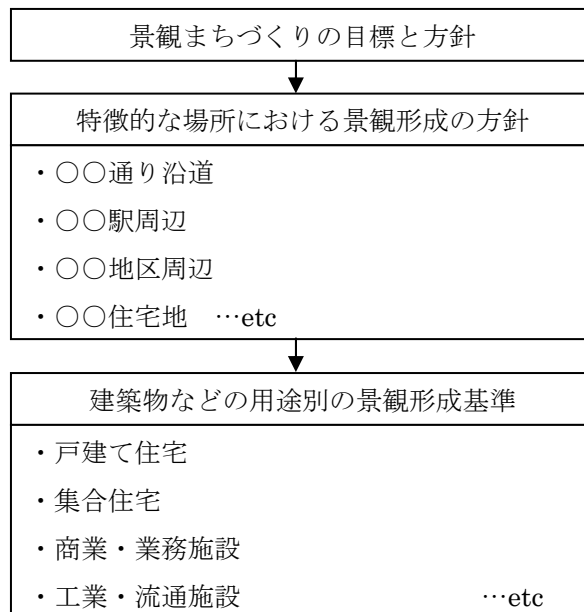 景観まちづくりの目標と方針
特徴的な場所における景観形成の方針
・○○通り沿道
・○○駅周辺
・○○地区周辺
・○○住宅地 …etc
建築物などの用途別の景観形成基準
・戸建て住宅
・集合住宅
・商業・業務施設
・工業・流通施設 …etc